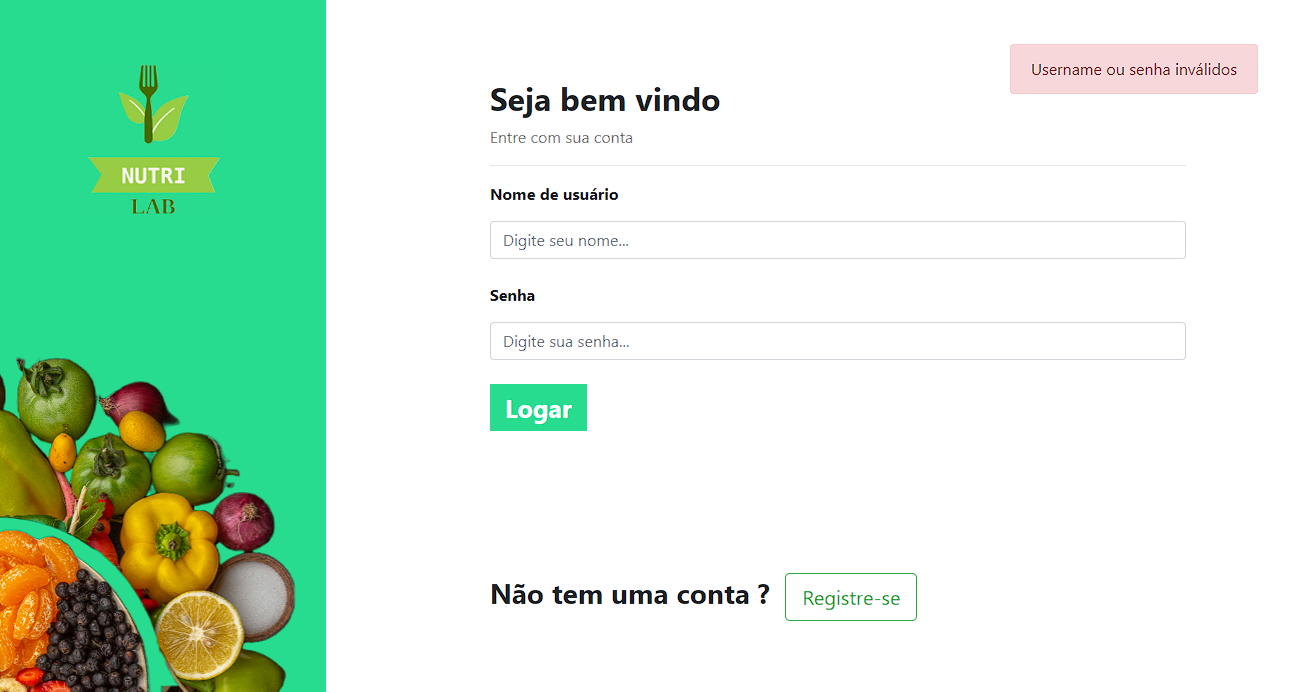 NUTRI
LAB
Username ou senha inválidos
Seja bem vindo
Entre com sua conta
Nome de usuário
Digite seu nome...
Senha
Digite sua senha...
Logar
Não tem uma conta ? Registre-se